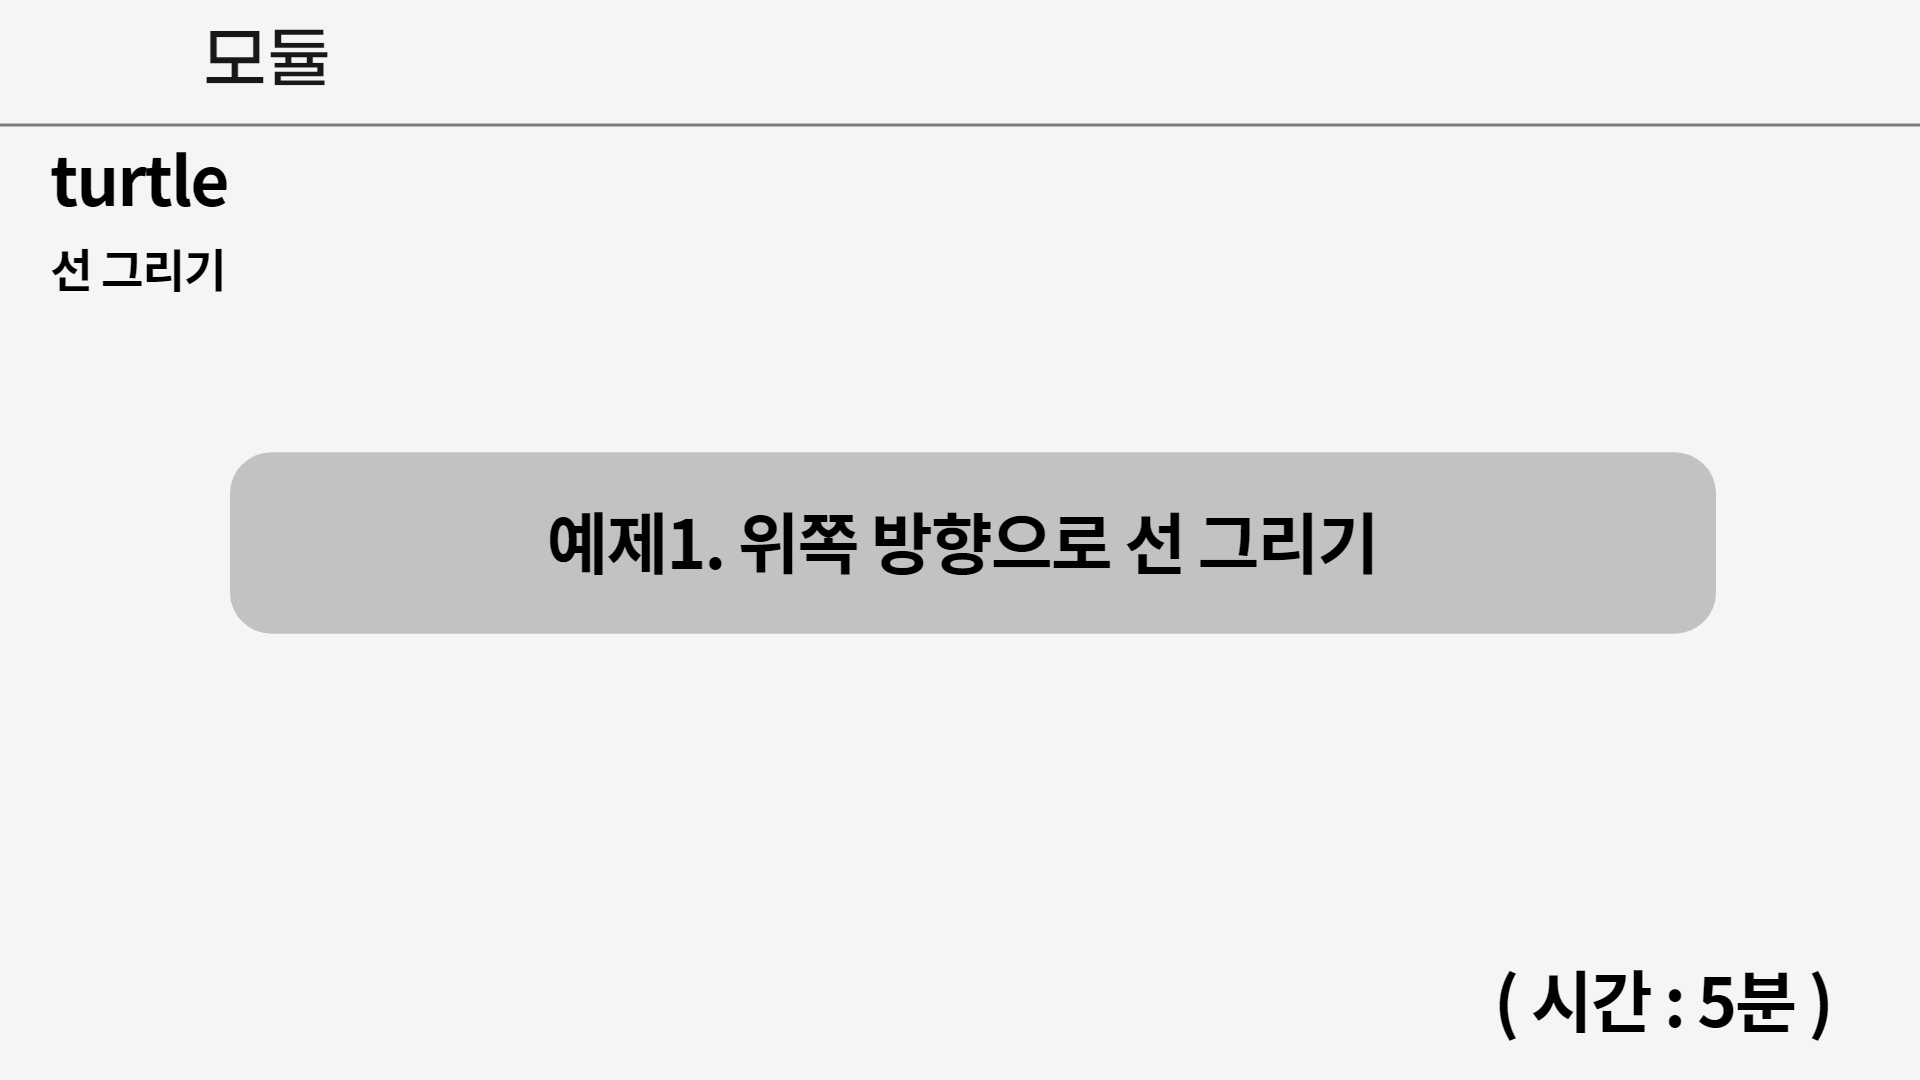 모듈
turtle
선 그리기
예제1. 위쪽 방향으로 선 그리기
( 시간 : 5분 )